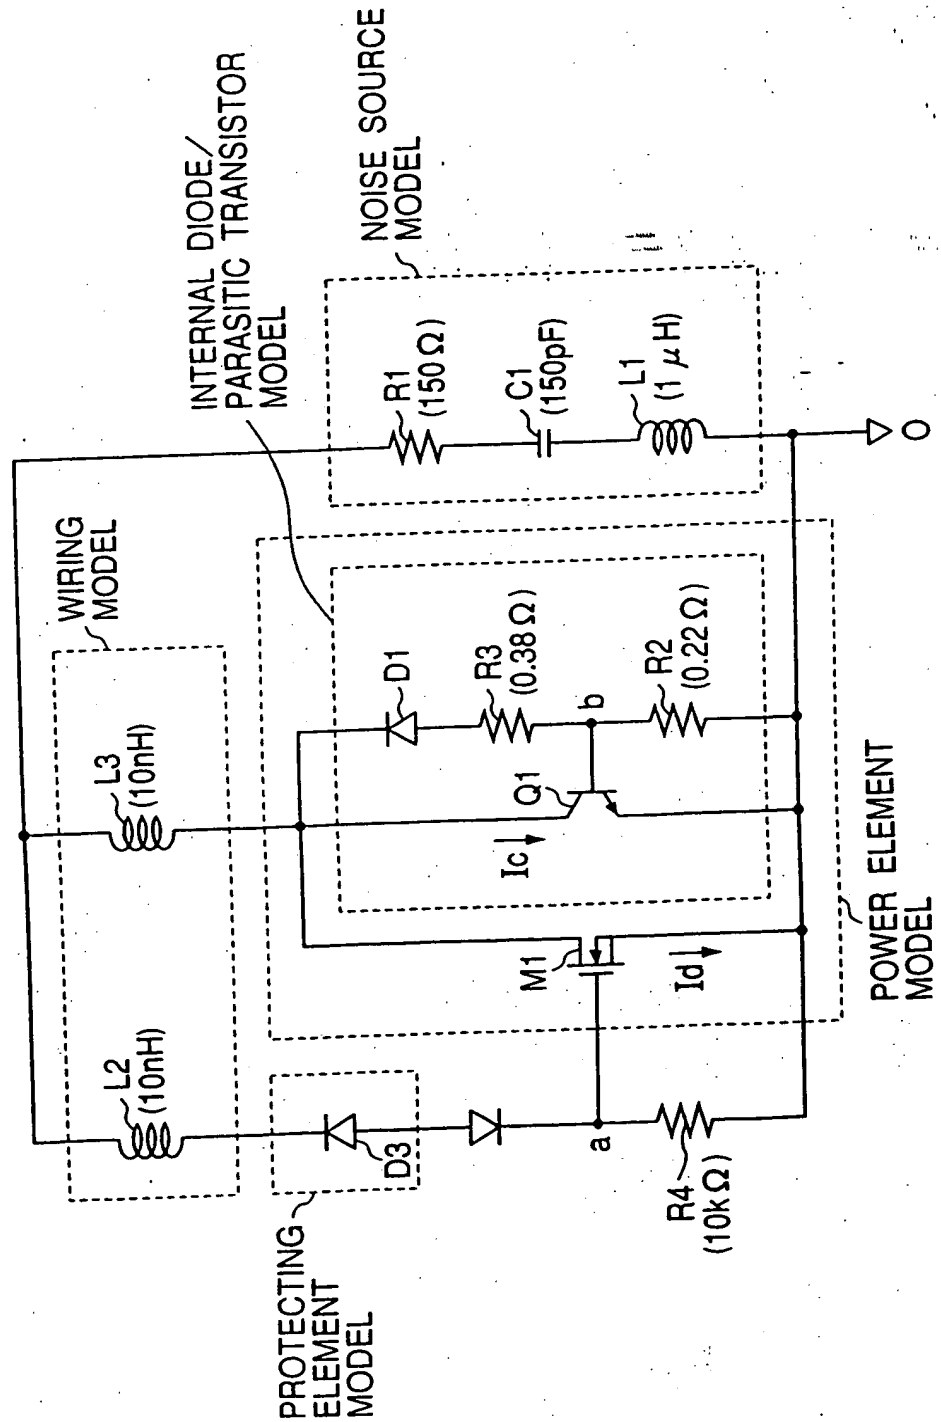 INTERNAL DIODE/
PARASITIC TRANSISTOR
MODEL
NOISE SOURCE
MODEL
WIRING
MODEL
L2
(10nH)
L3
(10nH)
R1
(150Ω)
C1
(150pF)
L1
(1 μH)
D1
R3
(0.38Ω)
b
R2
(0.22Ω)
Q1
Ic
M1
Id
D3
a
R4
(10kΩ)
O
PROTECTING
ELEMENT
MODEL
POWER ELEMENT
MODEL